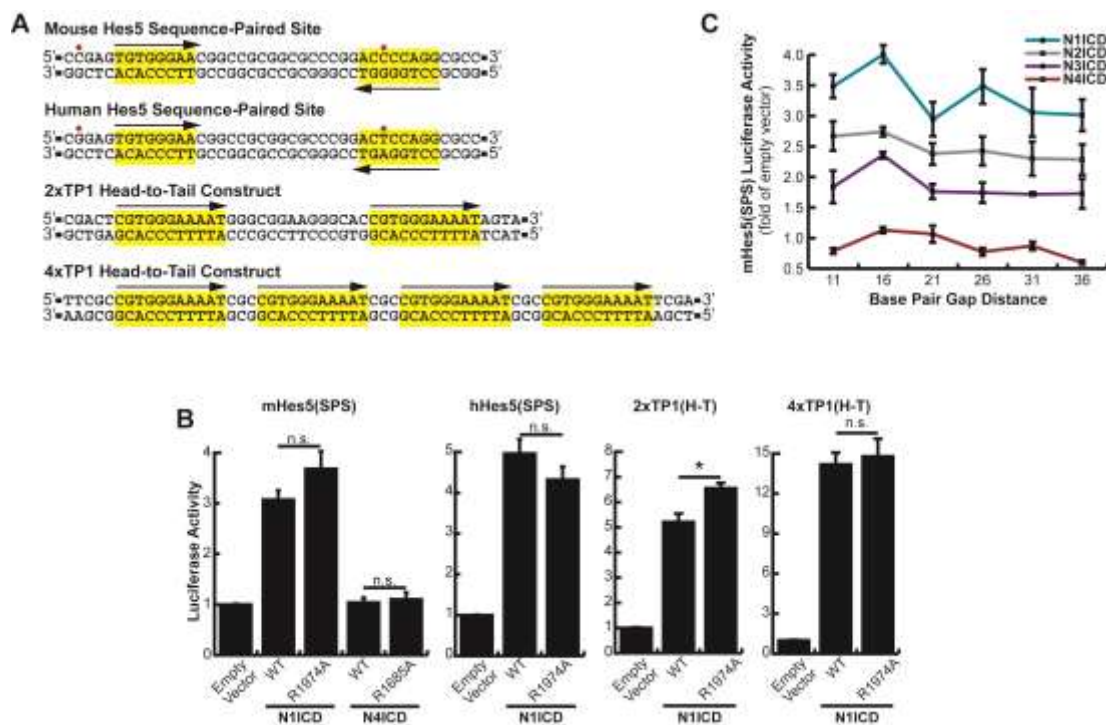 A
Mouse Hes5 Sequence-Paired Site
5'▪CCGAGTGTGGGAACGGCCGCGGCGCCCGGACCCCAGGCGCC▪3'
3'▪GGCTCACACCCTTGCCGGCGCCGCGGGCCTGGGGTCCGCGG▪5'
Human Hes5 Sequence-Paired Site
5'▪CGGAGTGTGGGAACGGCCGCGGCGCCCGGACTCCAGGCGCC▪3'
3'▪GCCTCACACCCTTGCCGGCGCCGCGGGCCTGAGGTCCGCGG▪5'
2xTP1 Head-to-Tail Construct
5'▪CGACTCGTGGGAAAATGGGCGGAAGGGCACCGTGGGAAAATAGTA▪3'
3'▪GCTGAGCACCCTTTTACCCGCCTTCCCGTGGCACCCTTTTATCAT▪5'
4xTP1 Head-to-Tail Construct
5'▪TTCGCCGTGGGAAAATCGCCGTGGGAAAATCGCCGTGGGAAAATCGCCGTGGGAAAATTCGA▪3'
3'▪AAGCGGCACCCTTTTAGCGGCACCCTTTTAGCGGCACCCTTTTAGCGGCACCCTTTTAAGCT▪5'
C
mHes5(SPS) Luciferase Activity
(fold of empty vector)
4.0
3.5
3.0
2.5
2.0
1.5
1.0
0.5
11 16 21 26 31 36
Base Pair Gap Distance
N1ICD
N2ICD
N3ICD
N4ICD
B
Luciferase Activity
mHes5(SPS)
4
3
2
1
0
n.s.
n.s.
Empty Vector
WT
R1974A
WT
R1685A
N1ICD
N4ICD
hHes5(SPS)
5
4
3
2
1
0
n.s.
Empty Vector
WT
R1974A
N1ICD
2xTP1(H-T)
8
7
6
5
4
3
2
1
0
*
Empty Vector
WT
R1974A
N1ICD
4xTP1(H-T)
15
12
9
6
3
0
n.s.
Empty Vector
WT
R1974A
N1ICD